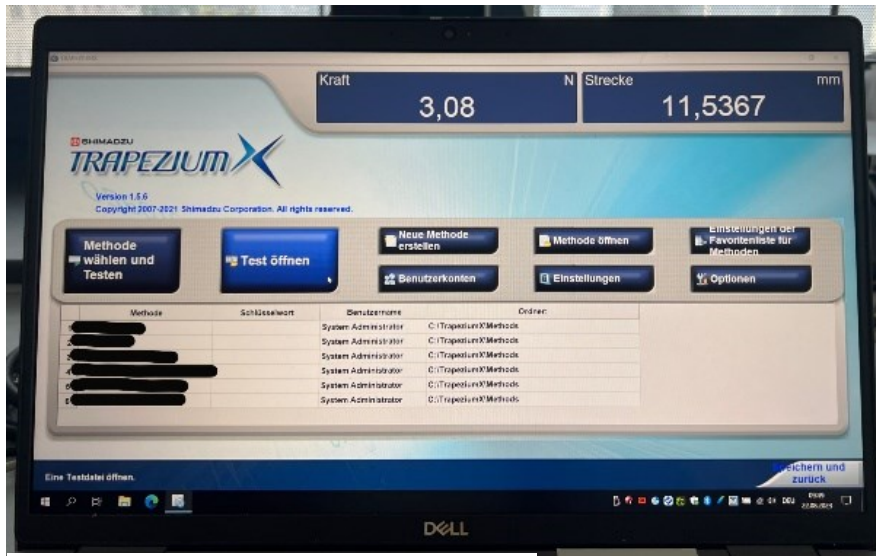 Kraft N Strecke mm
3,08 11,5367
SHIMADZU
TRAPEZIUM X
Version 1.5.6
Copyright 2007-2021 Shimadzu Corporation. All rights reserved.
Methode
wählen und
Testen
Test öffnen
Neue Methode
erstellen
Methode öffnen
Einstellungen der
Favoritenliste für
Methoden
Benutzerkonten
Einstellungen
Optionen
Methode Schlüsselwort Benutzername Ordner:
System Administrator C:\TrapeziumX\Methods
System Administrator C:\TrapeziumX\Methods
System Administrator C:\TrapeziumX\Methods
System Administrator C:\TrapeziumX\Methods
System Administrator C:\TrapeziumX\Methods
System Administrator C:\TrapeziumX\Methods
Eine Testdatei öffnen.
Speichern und
zurück
DEU
DELL